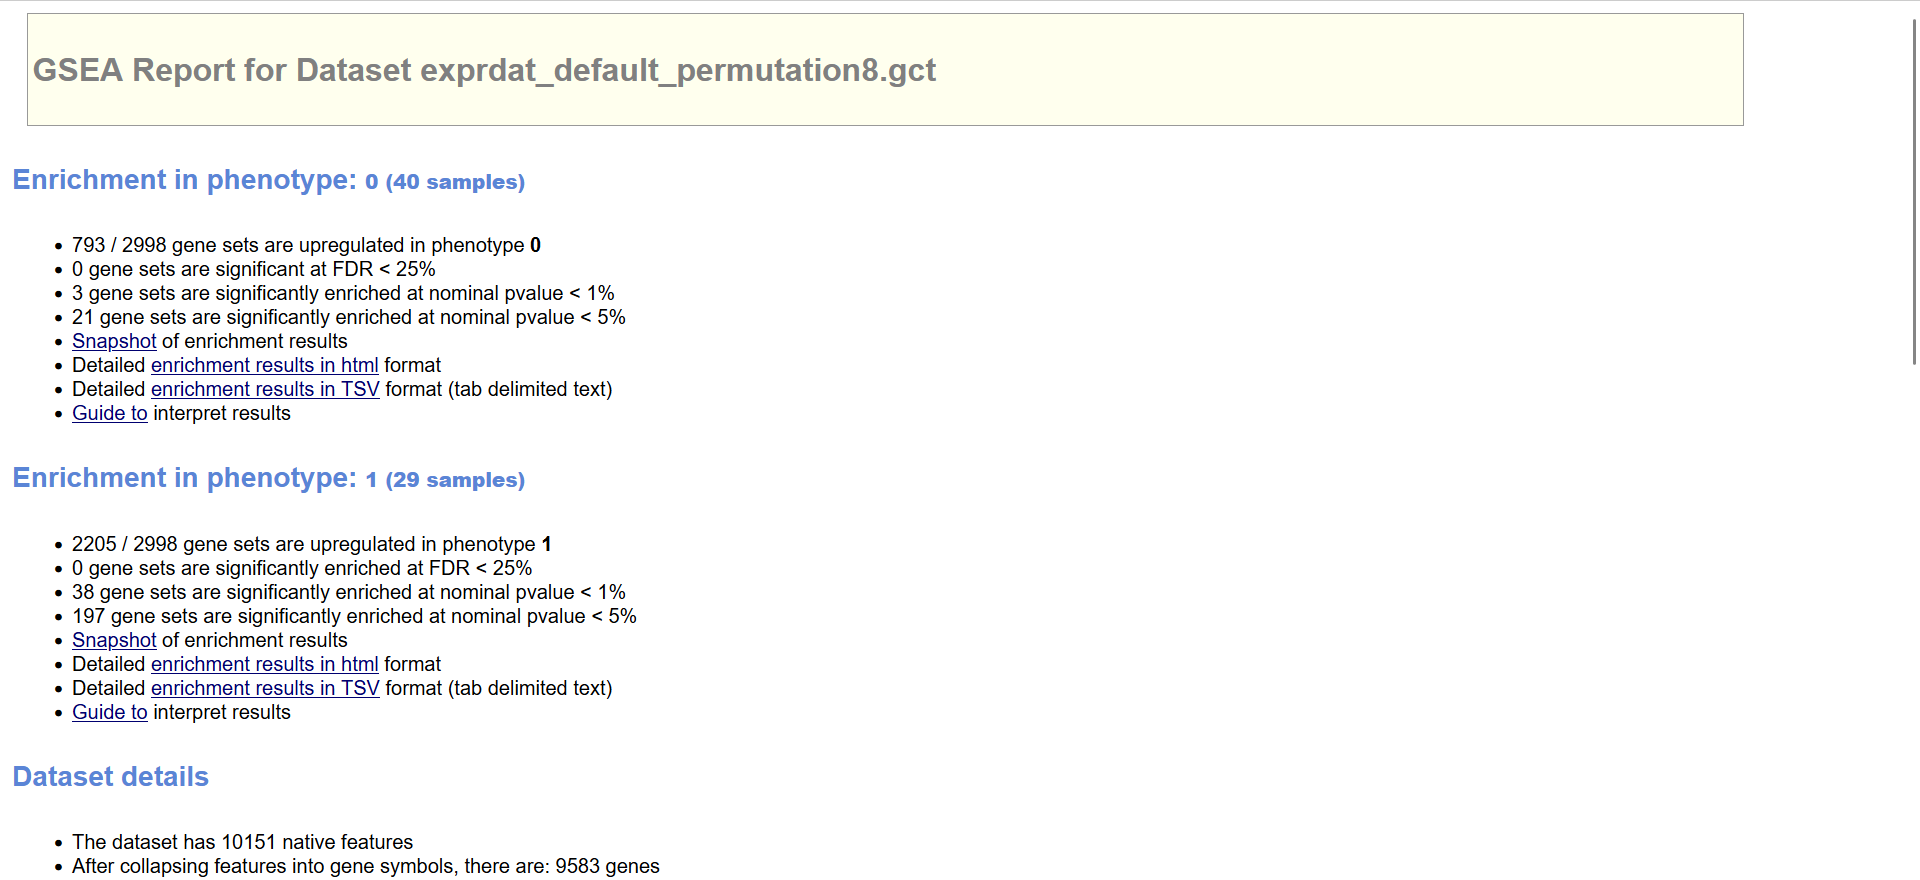 GSEA Report for Dataset exprdat_default_permutation8.gct
Enrichment in phenotype: 0 (40 samples)
793 / 2998 gene sets are upregulated in phenotype 0
0 gene sets are significant at FDR < 25%
3 gene sets are significantly enriched at nominal pvalue < 1%
21 gene sets are significantly enriched at nominal pvalue < 5%
Snapshot of enrichment results
Detailed enrichment results in html format
Detailed enrichment results in TSV format (tab delimited text)
Guide to interpret results
Enrichment in phenotype: 1 (29 samples)
2205 / 2998 gene sets are upregulated in phenotype 1
0 gene sets are significantly enriched at FDR < 25%
38 gene sets are significantly enriched at nominal pvalue < 1%
197 gene sets are significantly enriched at nominal pvalue < 5%
Snapshot of enrichment results
Detailed enrichment results in html format
Detailed enrichment results in TSV format (tab delimited text)
Guide to interpret results
Dataset details
The dataset has 10151 native features
After collapsing features into gene symbols, there are: 9583 genes